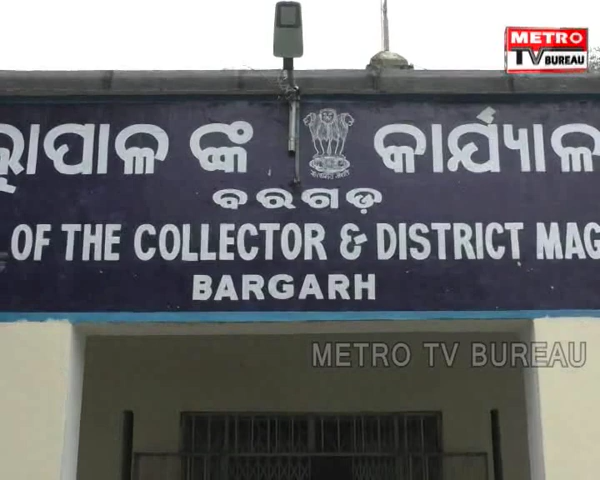 METRO
TV BUREAU
ଲ୍ଲାପାଳ ଙ୍କ କାର୍ଯ୍ୟାଳ
ବରଗଡ଼
OF THE COLLECTOR & DISTRICT MAG
BARGARH
METRO TV BUREAU